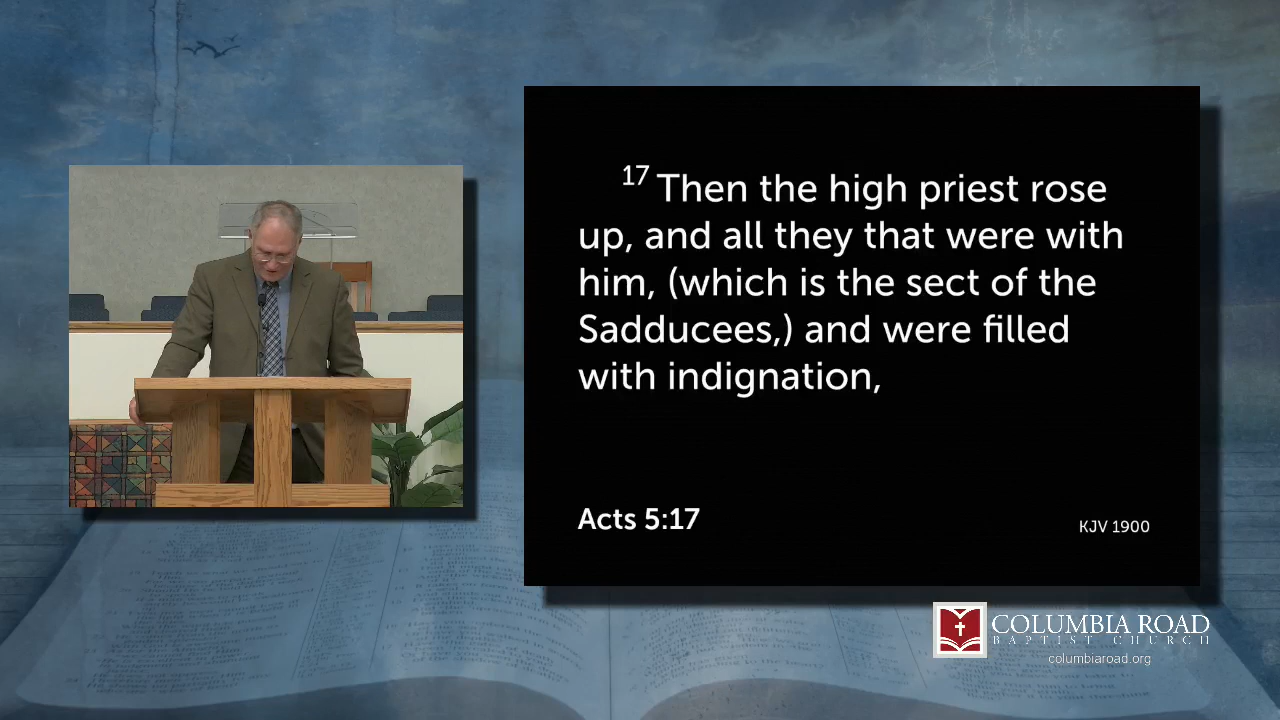 17 Then the high priest rose
up, and all they that were with
him, (which is the sect of the
Sadducees,) and were filled
with indignation,
Acts 5:17
KJV 1900
COLUMBIA ROAD
BAPTIST CHURCH
columbiaroad.org